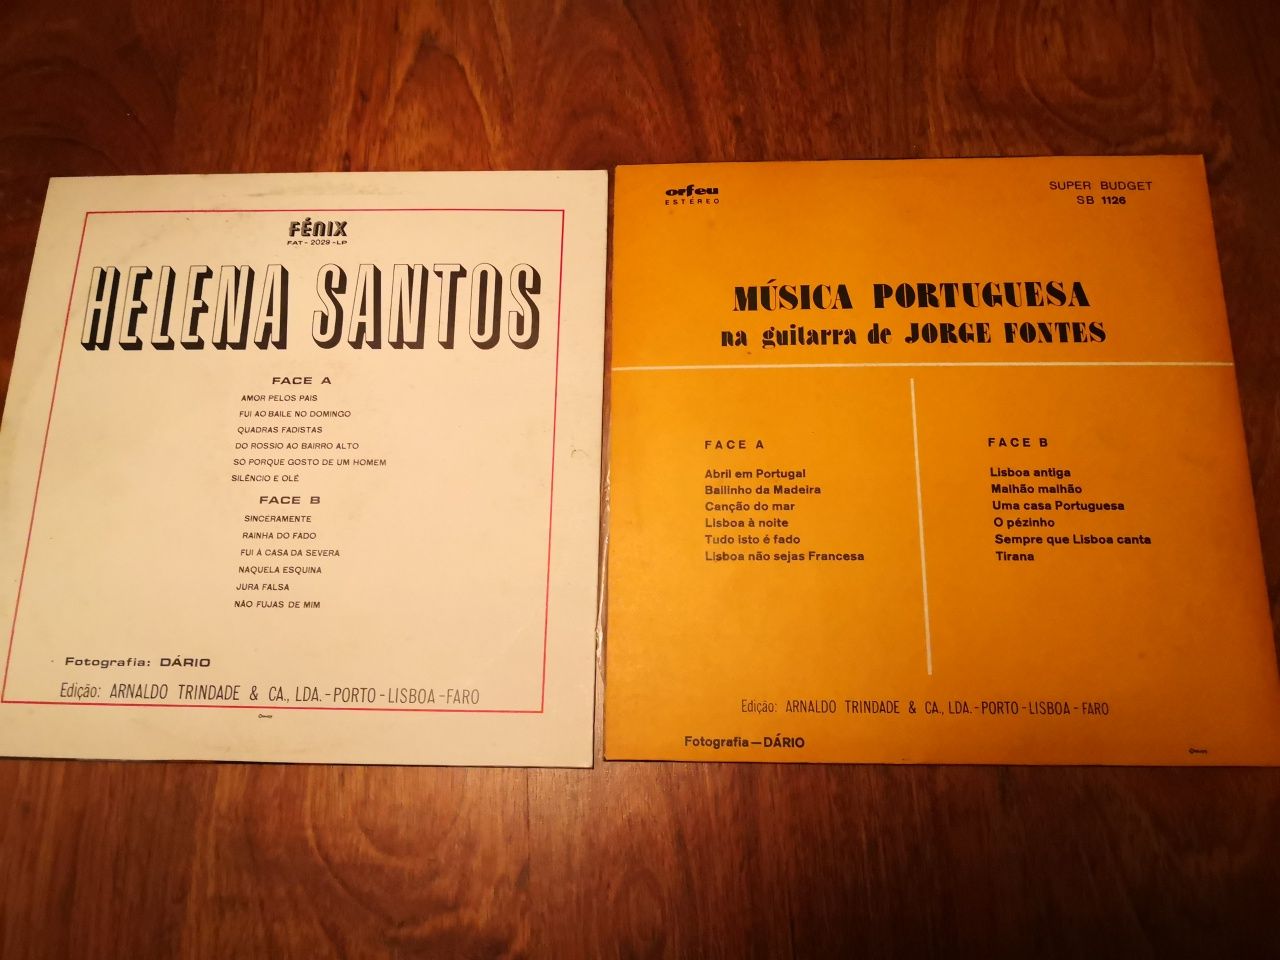 FÉNIX
FAT - 2029 - LP
HELENA SANTOS
FACE A
AMOR PELOS PAIS
FUI AO BAILE NO DOMINGO
QUADRAS FADISTAS
DO ROSSIO AO BAIRRO ALTO
SO PORQUE GOSTO DE UM HOMEM
SILÊNCIO E OLÉ
FACE B
SINCERAMENTE
RAINHA DO FADO
FUI À CASA DA SEVERA
NAQUELA ESQUINA
JURA FALSA
NÃO FUJAS DE MIM
Fotografia: DÁRIO
Edição: ARNALDO TRINDADE & CA., LDA. - PORTO - LISBOA - FARO
orfeu
ESTÉREO
SUPER BUDGET
SB 1126
MÚSICA PORTUGUESA
na guitarra de JORGE FONTES
FACE A
Abril em Portugal
Bailinho da Madeira
Canção do mar
Lisboa à noite
Tudo isto é fado
Lisboa não sejas Francesa
FACE B
Lisboa antiga
Malhão malhão
Uma casa Portuguesa
O pézinho
Sempre que Lisboa canta
Tirana
Edição: ARNALDO TRINDADE & CA., LDA. - PORTO - LISBOA - FARO
Fotografia — DÁRIO